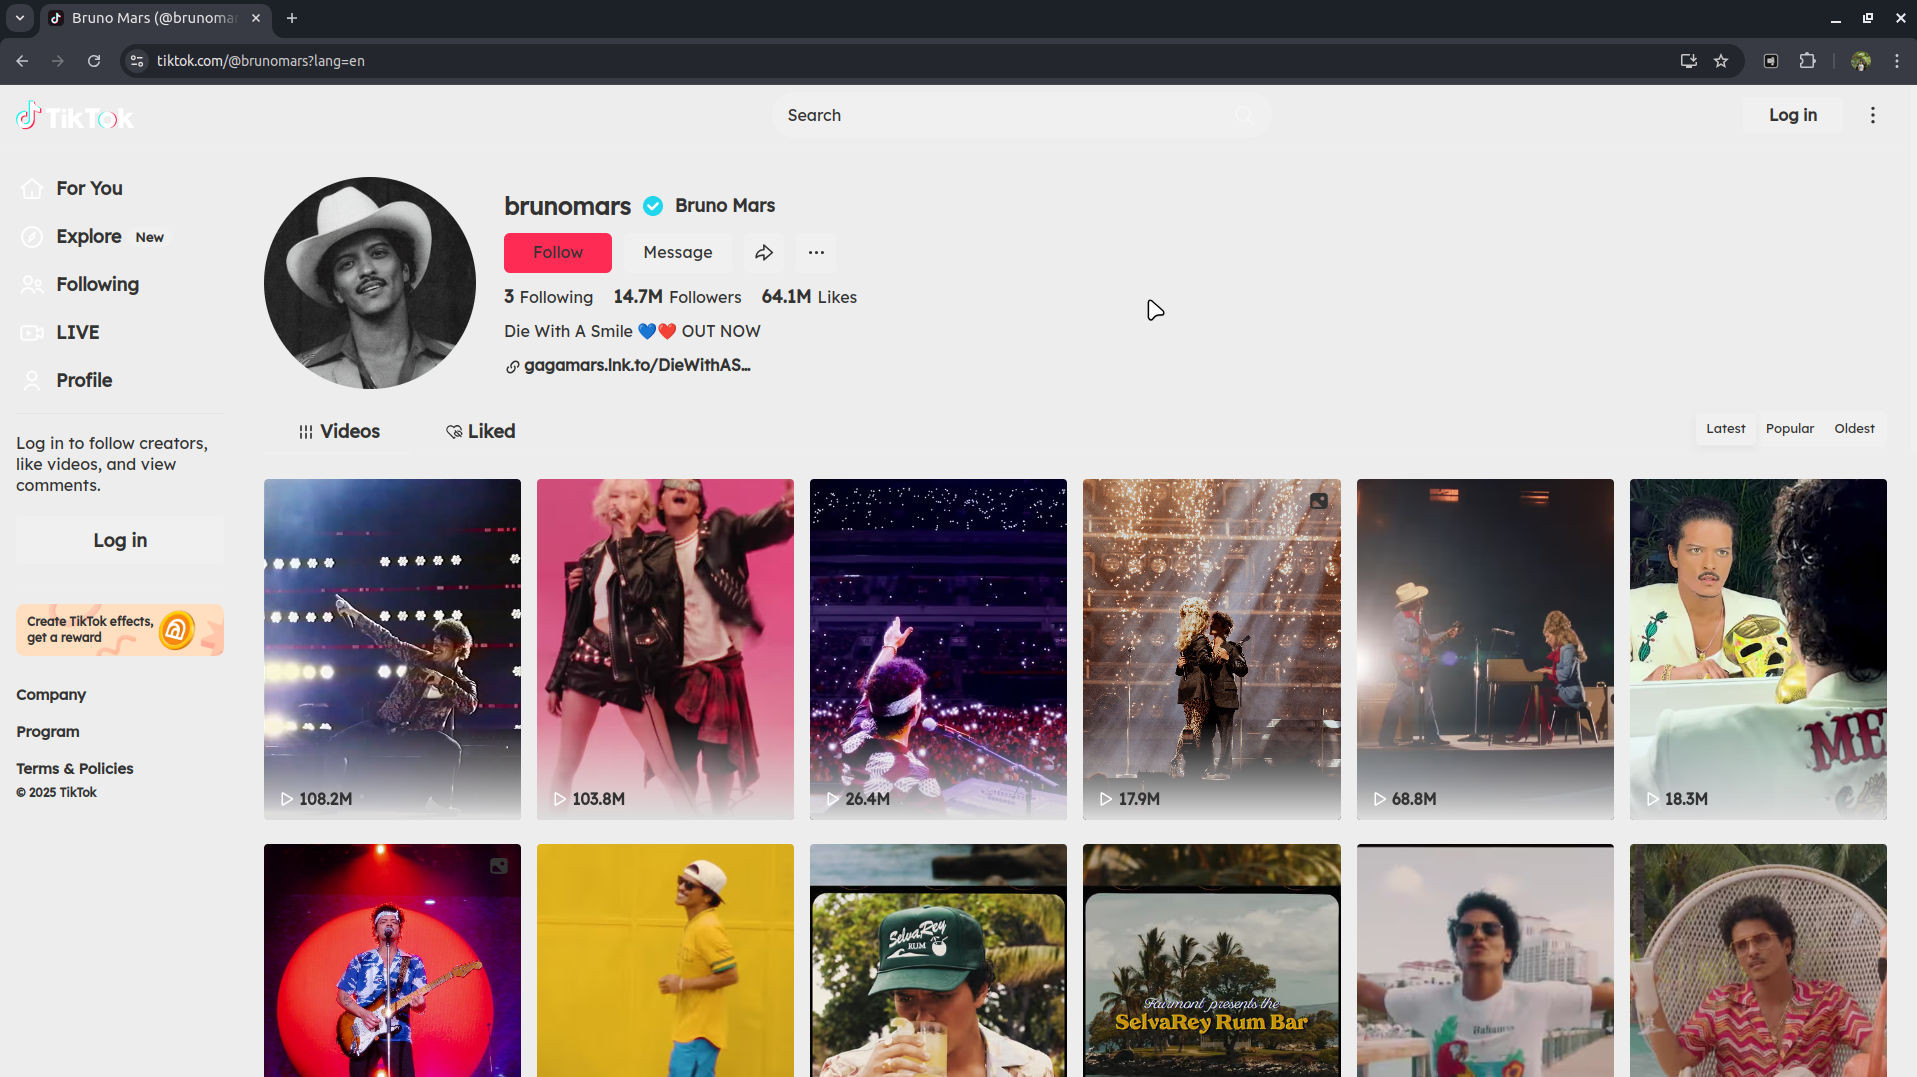 Bruno Mars (@brunomar
tiktok.com/@brunomars?lang=en
TikTok
Search
Log in
For You
Explore New
Following
LIVE
Profile
Log in to follow creators,
like videos, and view
comments.
Log in
Create TikTok effects,
get a reward
Company
Program
Terms & Policies
© 2025 TikTok
brunomars Bruno Mars
Follow Message
3 Following 14.7M Followers 64.1M Likes
Die With A Smile 💙❤️ OUT NOW
gagamars.lnk.to/DieWithAS...
Videos Liked
Latest Popular Oldest
108.2M 103.8M 26.4M 17.9M 68.8M 18.3M
ME
SelvaRey
RUM
Fairmont presents the
SelvaRey Rum Bar